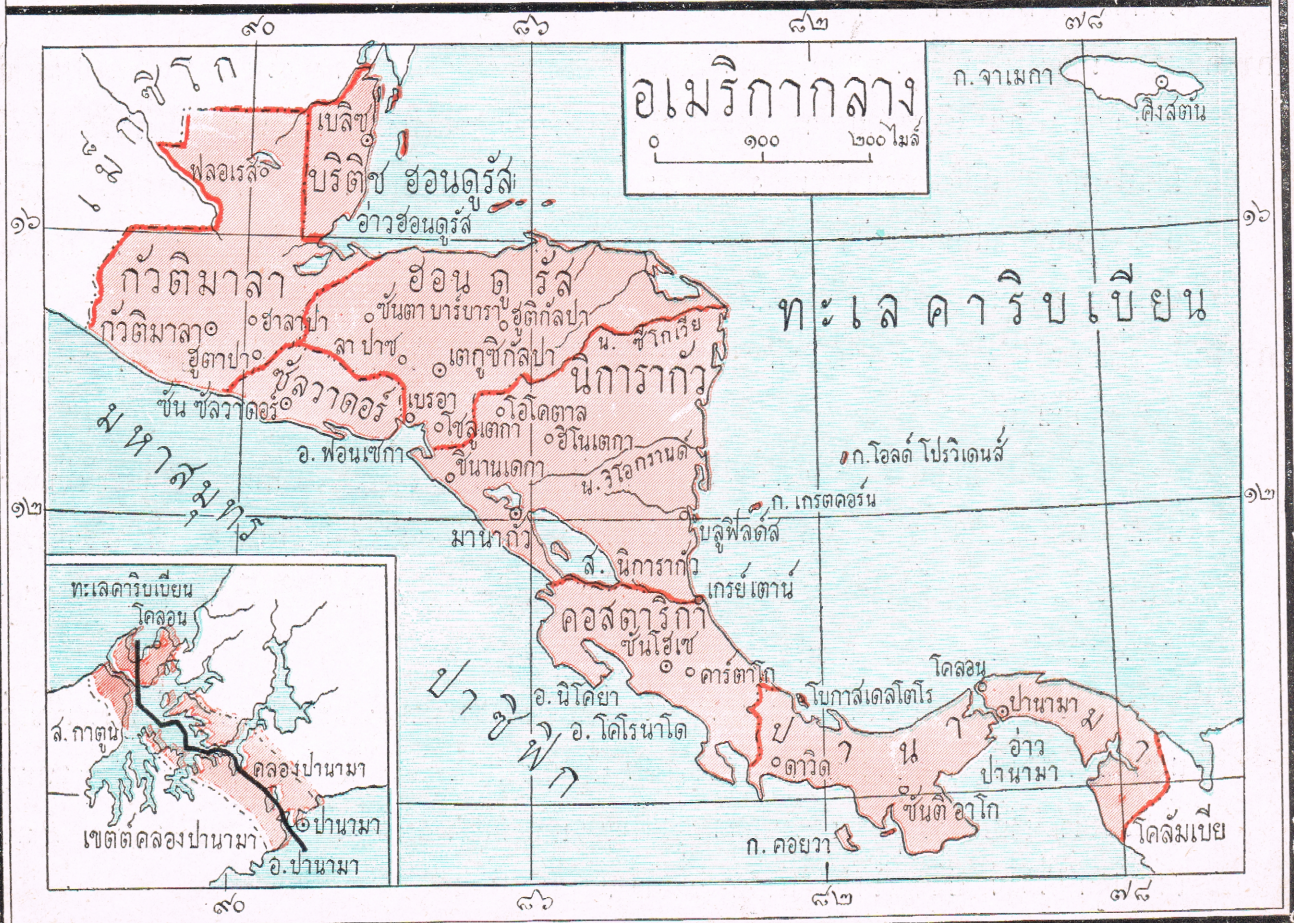 ๙๐ ๘๖ ๘๒ ๗๘
อเมริกากลาง
๐ ๑๐๐ ๒๐๐ ไมล์
ก. จาเมกา
คิงสตัน
เม็กซิโก
เบลิซ
ฟลอเรส
บริติช ฮอนดูรัส
อ่าวฮอนดูรัส
๑๖ ๑๖
กัวติมาลา
ฮอนดูรัส
ทะเลคาริบเบียน
กัวติมาลา
ฮาลาปา
ซันตา บาร์บารา
ฮูติกัลปา
น. ซีโกเวีย
ฮูตาปา
ลา ปาซ
เตกูซิกัลปา
นิการากัว
ซัลวาดอร์
ซัน ซัลวาดอร์
เบรอา
โชลูเตกา
โอโคตาล
ฮิโนเตกา
มหาสมุทร
อ. ฟอนเซกา
ชินานเดกา
น. ริโอกรานด์
ก. โอลด์ โปรวิเดนส์
๑๒ ๑๒
ก. เกรตคอร์น
มานากัว
บลูฟิลด์ส
ส. นิการากัว
เกรย์เตาน์
คอสตาริกา
ซันโฮเซ
คาร์ตาโก
ปาซิฟิก
อ. นิโคยา
อ. โคโรนาโด
โบกาสเดลโตโร
โคลอน
ปานามา
ปานามา
อ่าว
ปานามา
ดาวิด
ซันติอาโก
ก. คอยวา
โคลัมเบีย
ทะเลคาริบเบียน
โคลอน
ส. กาตูน
คลองปานามา
ปานามา
เขตต์คลองปานามา
อ. ปานามา
๙๐ ๘๖ ๘๒ ๗๘